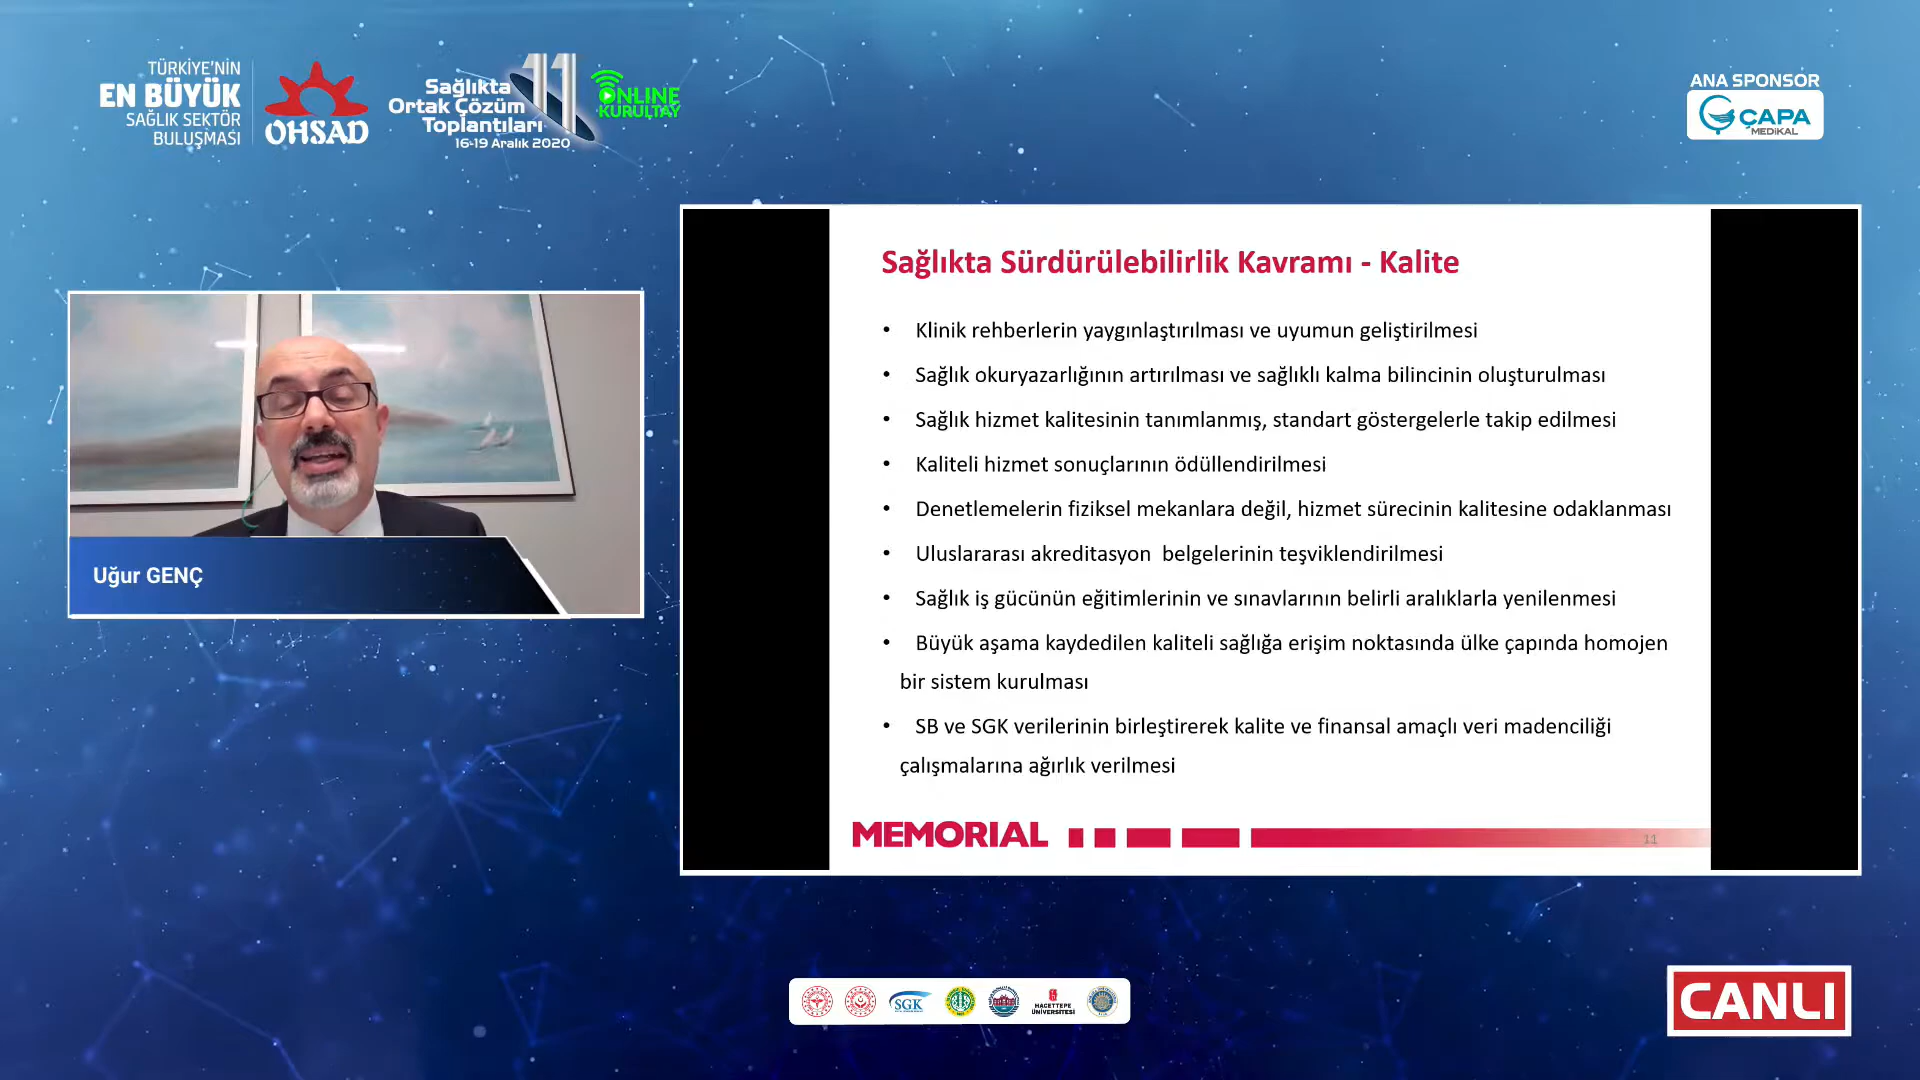 TÜRKİYE'NİN
EN BÜYÜK
SAĞLIK SEKTÖR
BULUŞMASI
OHSAD
Sağlıkta
Ortak Çözüm
Toplantıları
11
16-19 Aralık 2020
ONLINE
KURULTAY
ANA SPONSOR
ÇAPA
MEDİKAL
Uğur GENÇ
Sağlıkta Sürdürülebilirlik Kavramı - Kalite
• Klinik rehberlerin yaygınlaştırılması ve uyumun geliştirilmesi
• Sağlık okuryazarlığının artırılması ve sağlıklı kalma bilincinin oluşturulması
• Sağlık hizmet kalitesinin tanımlanmış, standart göstergelerle takip edilmesi
• Kaliteli hizmet sonuçlarının ödüllendirilmesi
• Denetlemelerin fiziksel mekanlara değil, hizmet sürecinin kalitesine odaklanması
• Uluslararası akreditasyon belgelerinin teşviklendirilmesi
• Sağlık iş gücünün eğitimlerinin ve sınavlarının belirli aralıklarla yenilenmesi
• Büyük aşama kaydedilen kaliteli sağlığa erişim noktasında ülke çapında homojen
bir sistem kurulması
• SB ve SGK verilerinin birleştirerek kalite ve finansal amaçlı veri madenciliği
çalışmalarına ağırlık verilmesi
MEMORIAL
11
SGK
HACETTEPE
ÜNİVERSİTESİ
CANLI